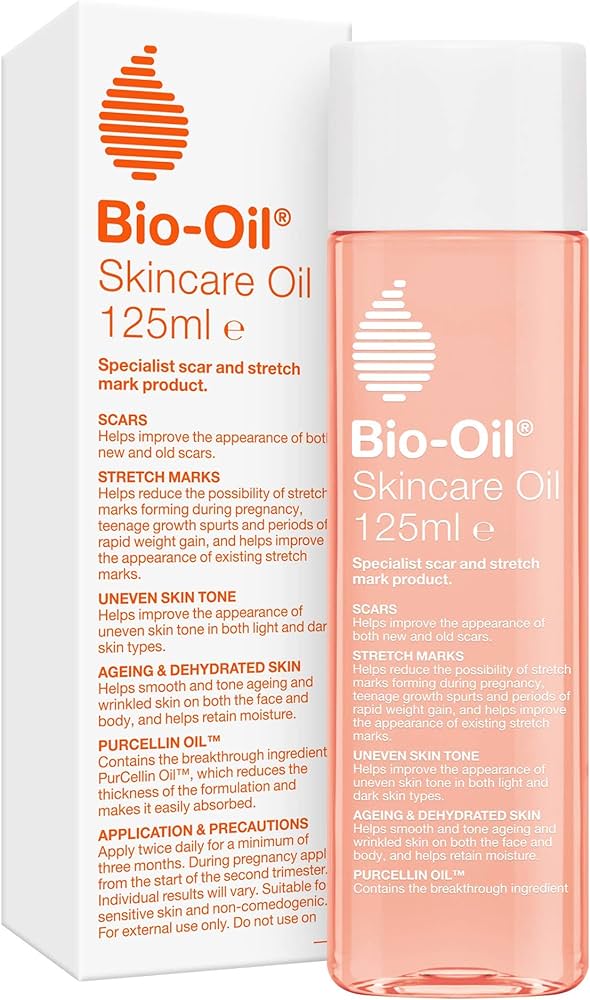 Bio-Oil®
Skincare Oil
125ml ℮
Specialist scar and stretch
mark product.
SCARS
Helps improve the appearance of
new and old scars.
STRETCH MARKS
Helps reduce the possibility of stretch
marks forming during pregnancy,
teenage growth spurts and periods of
rapid weight gain, and helps improve
the appearance of existing stretch
marks.
UNEVEN SKIN TONE
Helps improve the appearance of
uneven skin tone in both light and
skin types.
AGEING & DEHYDRATED SKIN
Helps smooth and tone ageing and
wrinkled skin on both the face and
body, and helps retain moisture.
PURCELLIN OIL™
Contains the breakthrough ingredient
PurCellin Oil™, which reduces the
thickness of the formulation and
makes it easily absorbed.
APPLICATION & PRECAUTIONS
Apply twice daily for a minimum of
three months. During pregnancy
from the start of the second trimester.
Individual results will vary. Suitable
sensitive skin and non-comedogenic.
For external use only. Do not use on
Bio-Oil®
Skincare Oil
125ml ℮
Specialist scar and stretch
mark product.
SCARS
Helps improve the appearance of
both new and old scars.
STRETCH MARKS
Helps reduce the possibility of stretch
marks forming during pregnancy,
teenage growth spurts and periods of
rapid weight gain, and helps improve
the appearance of existing stretch
marks.
UNEVEN SKIN TONE
Helps improve the appearance of
uneven skin tone in both light and
dark skin types.
AGEING & DEHYDRATED SKIN
Helps smooth and tone ageing and
wrinkled skin on both the face and
body, and helps retain moisture.
PURCELLIN OIL™
Contains the breakthrough ingredient